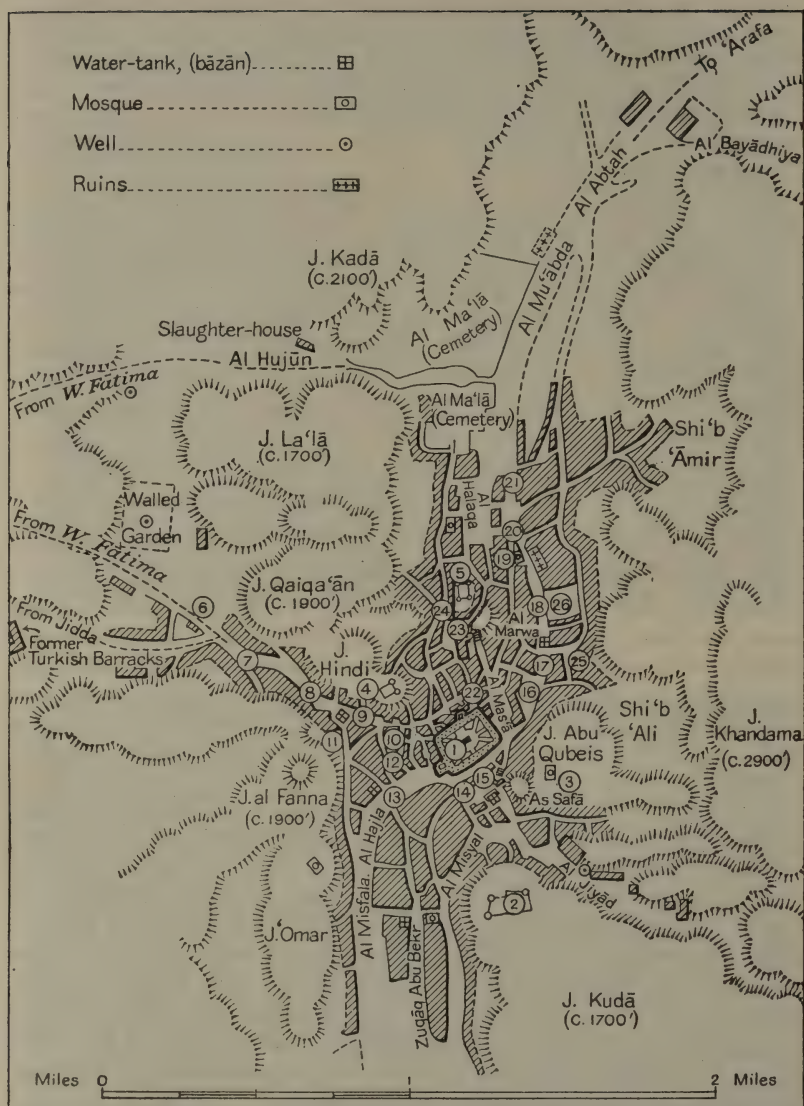 Water-tank, (bāzān)
Mosque
Well
Ruins
To 'Arafa
Al Bayādhiya
Al Abtah
Al Mu'ābda
J. Kadā
(C.2100')
Al Ma'lā
(Cemetery)
Slaughter-house
Al Hujūn
From W. Fātima
Al Ma'lā
(Cemetery)
J. La'lā
(C.1700')
Shi'b
'Āmir
Walled
Garden
Al
Halaqa
21
20
19
From W. Fātima
J. Qaiqa'ān
(C. 1900')
5
18
26
6
From Jidda
Former
Turkish Barracks
24
23
Al
Marwa
7
J.
Hindi
17
25
8
4
9
22
Al Mas'ā
16
Shi'b
'Ali
J.
Khandama
(C.2900')
11
10
12
1
J. Abu
Qubeis
3
As Safā
15
14
13
J. al Fanna
(C.1900')
Al Misfala.
Al Hajla
Al Misyal
Al Jiyād
2
J. 'Omar
Zuqāq Abu Bekr
J. Kudā
(C.1700')
Miles 0 1 2 Miles